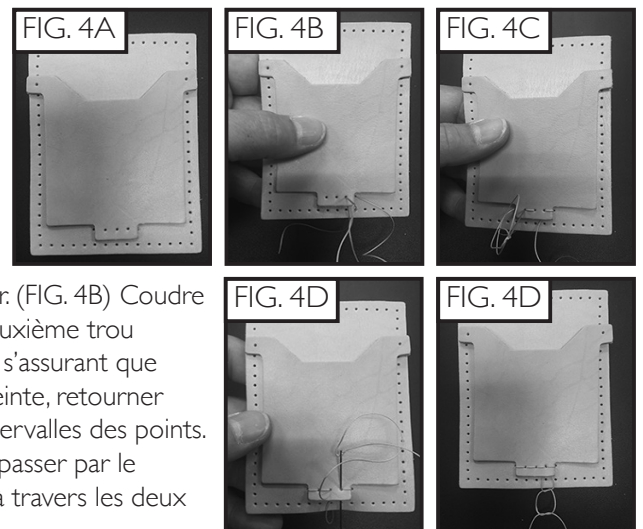 FIG. 4A
FIG. 4B
FIG. 4C
r. (FIG. 4B) Coudre
uxième trou
s’assurant que
einte, retourner
ervalles des points.
passer par le
à travers les deux
FIG. 4D
FIG. 4D